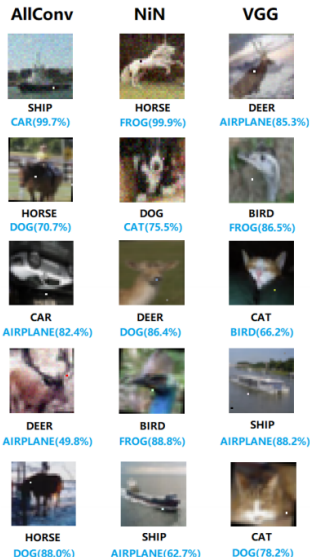 AllConv NiN VGG
SHIP HORSE DEER
CAR(99.7%) FROG(99.9%) AIRPLANE(85.3%)
HORSE DOG BIRD
DOG(70.7%) CAT(75.5%) FROG(86.5%)
CAR DEER CAT
AIRPLANE(82.4%) DOG(86.4%) BIRD(66.2%)
DEER BIRD SHIP
AIRPLANE(49.8%) FROG(88.8%) AIRPLANE(88.2%)
HORSE SHIP CAT
DOG(88.0%) AIRPLANE(62.7%) DOG(78.2%)